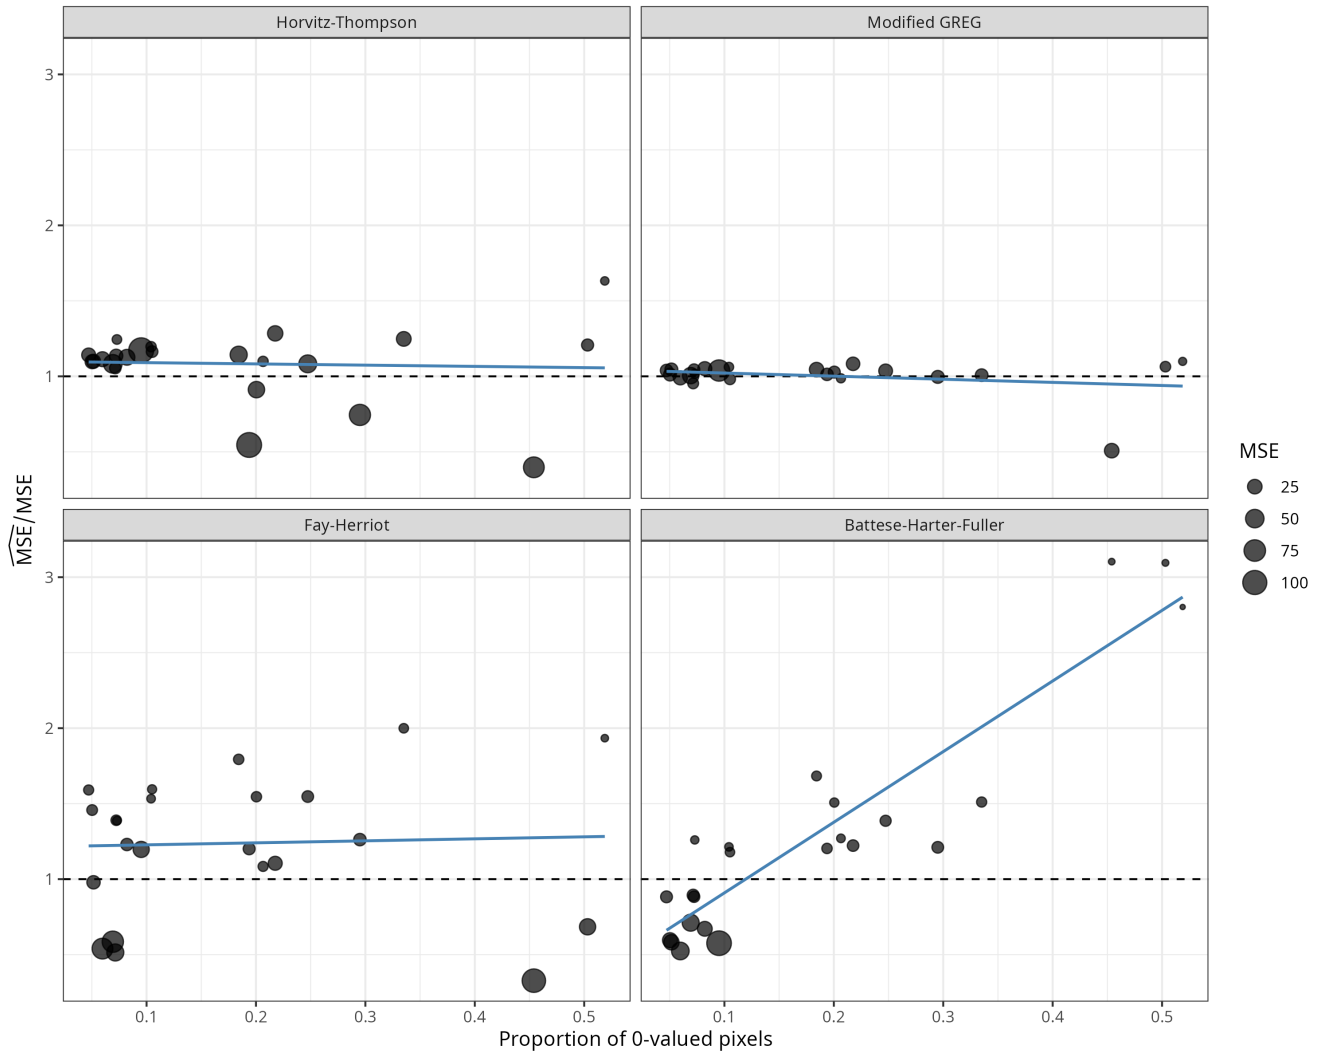 Horvitz-Thompson
Modified GREG
3
2
1
Fay-Herriot
Battese-Harter-Fuller
3
2
1
0.1 0.2 0.3 0.4 0.5
0.1 0.2 0.3 0.4 0.5
Proportion of 0-valued pixels
M̂SE/MSE
MSE
25
50
75
100